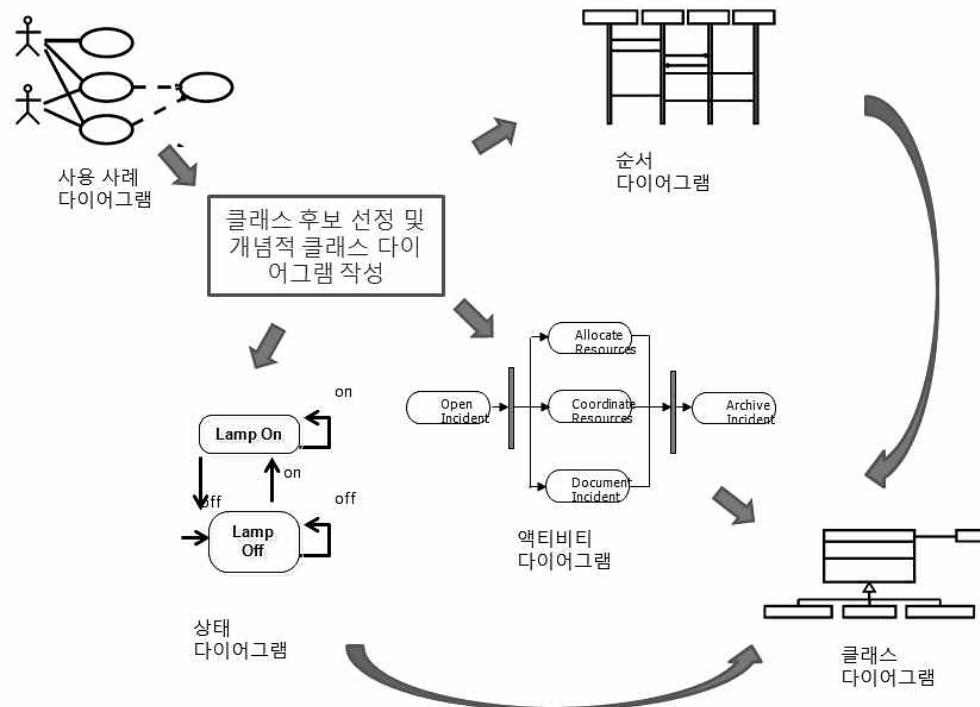 사용 사례
다이어그램
순서
다이어그램
클래스 후보 선정 및
개념적 클래스 다이
어그램 작성
Allocate
Resources
Open
Incident
Coordinate
Resources
Archive
Incident
Document
Incident
액티비티
다이어그램
on
Lamp On
on
off
off
Lamp
Off
상태
다이어그램
클래스
다이어그램